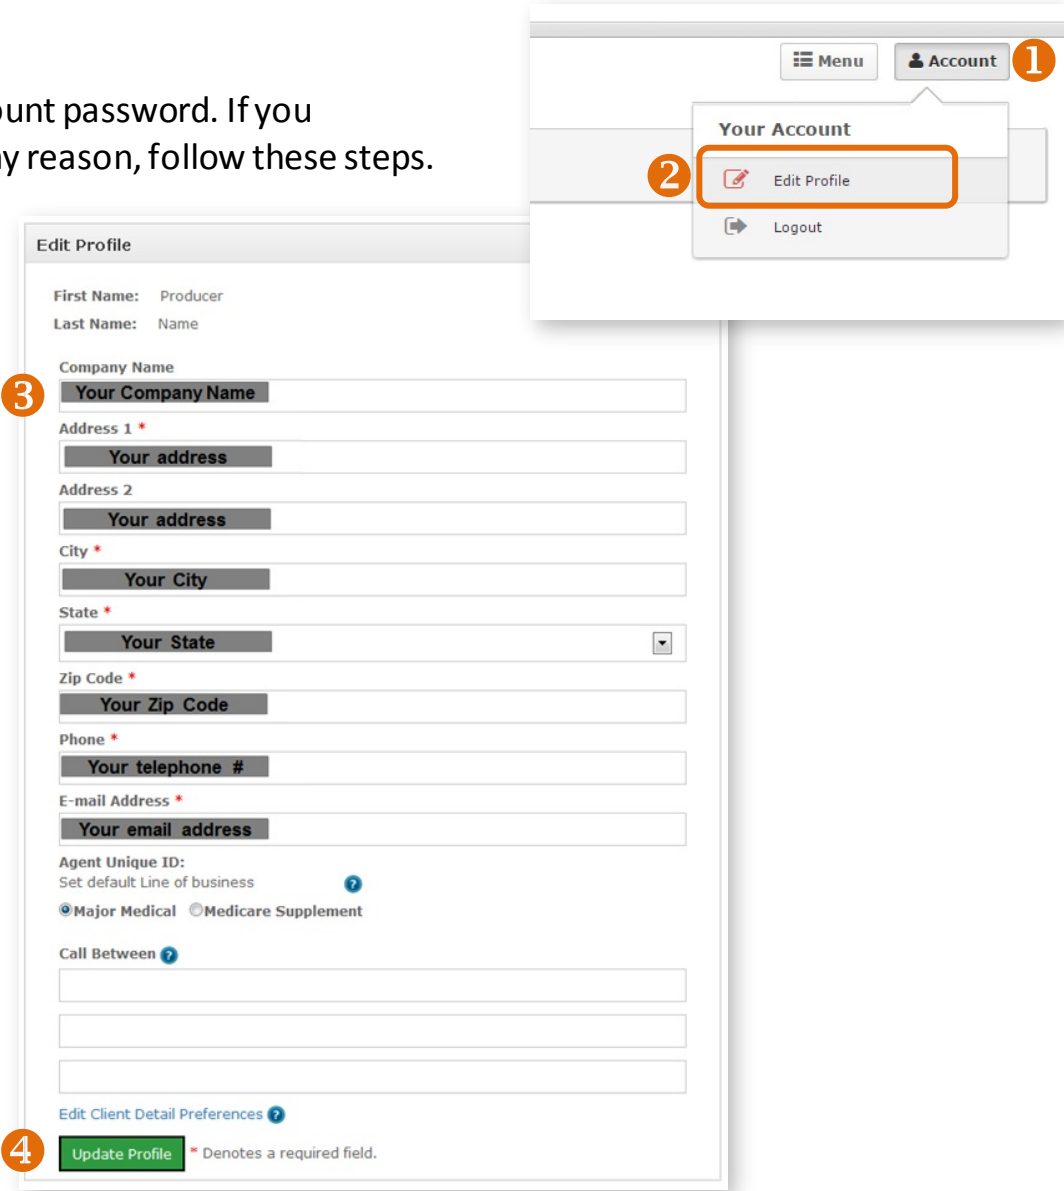 ount password. If you
ny reason, follow these steps.
Menu
Account
1
Your Account
2
Edit Profile
Logout
Edit Profile
First Name: Producer
Last Name: Name
Company Name
3
Your Company Name
Address 1 *
Your address
Address 2
Your address
City *
Your City
State *
Your State
Zip Code *
Your Zip Code
Phone *
Your telephone #
E-mail Address *
Your email address
Agent Unique ID:
Set default Line of business ?
Major Medical Medicare Supplement
Call Between ?
Edit Client Detail Preferences ?
4
Update Profile * Denotes a required field.